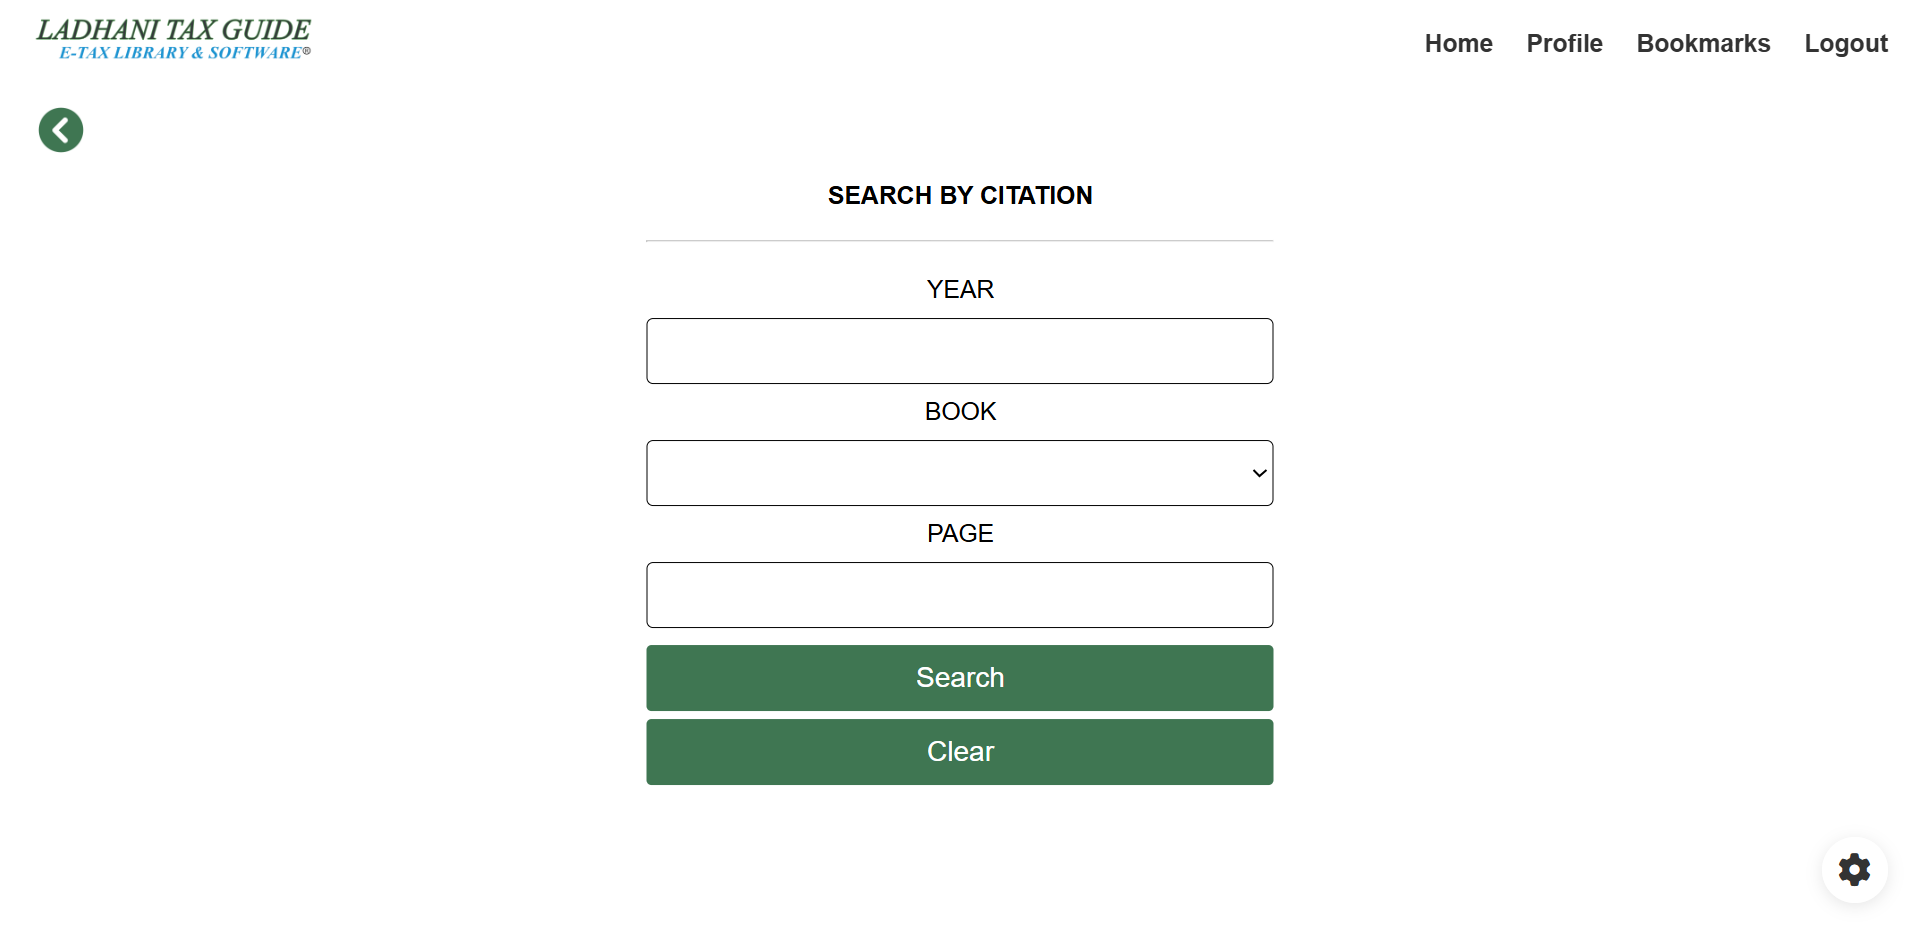 LADHANI TAX GUIDE
E-TAX LIBRARY & SOFTWARE®
Home Profile Bookmarks Logout
SEARCH BY CITATION
YEAR
BOOK
PAGE
Search
Clear